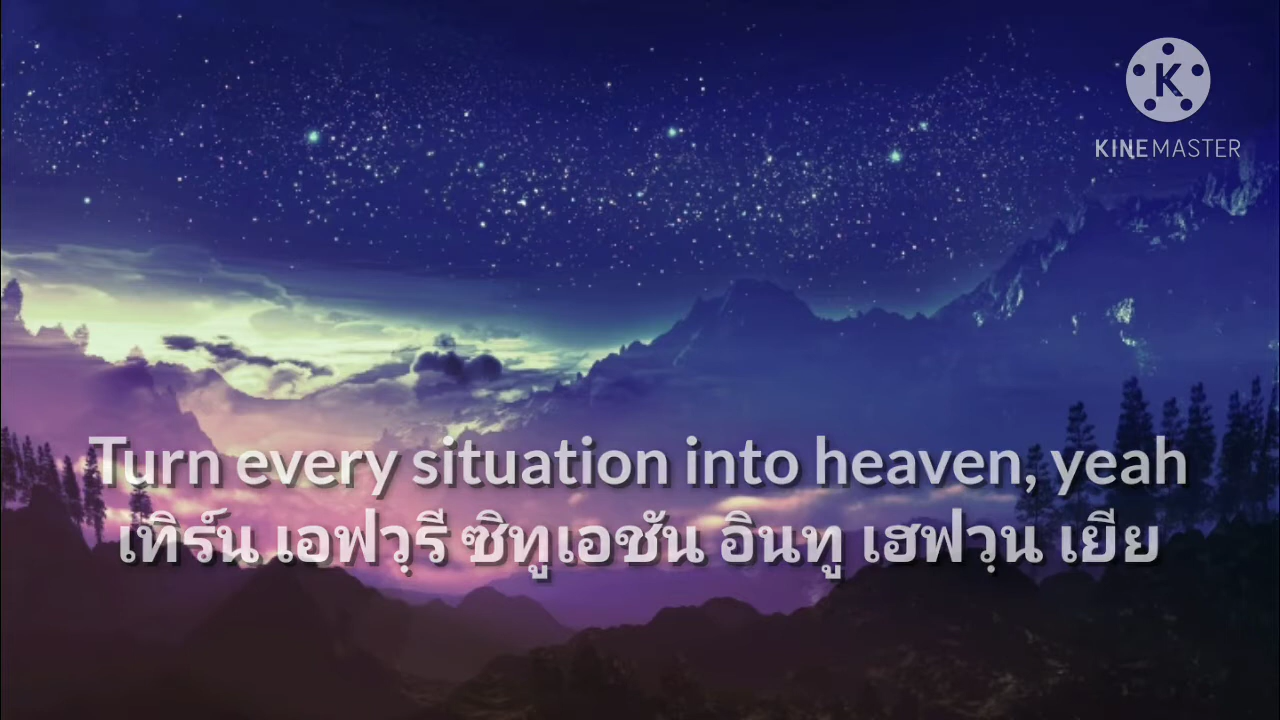 K
KINEMASTER
Turn every situation into heaven, yeah
เทิร์น เอฟวฺรี ซิทูเอชัน อินทู เฮฟวฺน เยีย